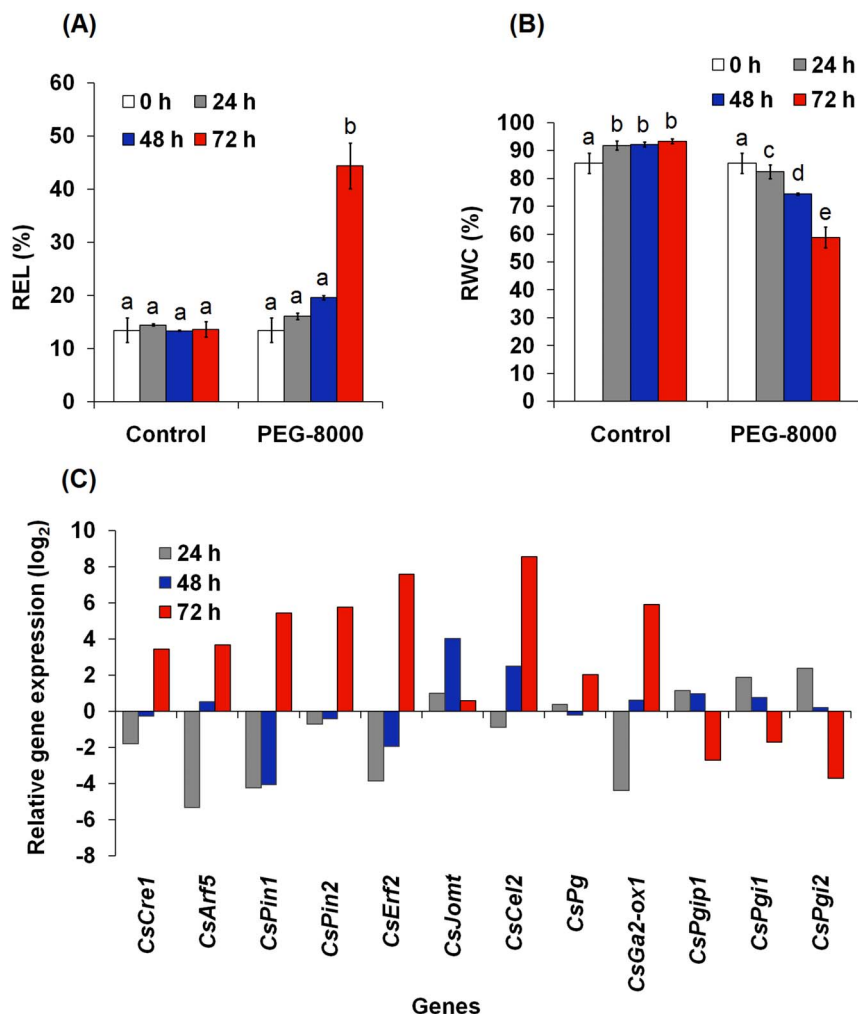 (A)
0 h 24 h
48 h 72 h
60
50
40
30
20
10
0
REL (%)
a a a a a a a b
Control PEG-8000
(B)
0 h 24 h
48 h 72 h
100
90
80
70
60
50
40
30
20
10
0
RWC (%)
a b b b a c d e
Control PEG-8000
(C)
24 h
48 h
72 h
10
8
6
4
2
0
-2
-4
-6
-8
Relative gene expression (log₂)
CsCre1
CsArf5
CsPin1
CsPin2
CsErf2
CsJomt
CsCel2
CsPg
CsGa2-ox1
CsPgip1
CsPgi1
CsPgi2
Genes